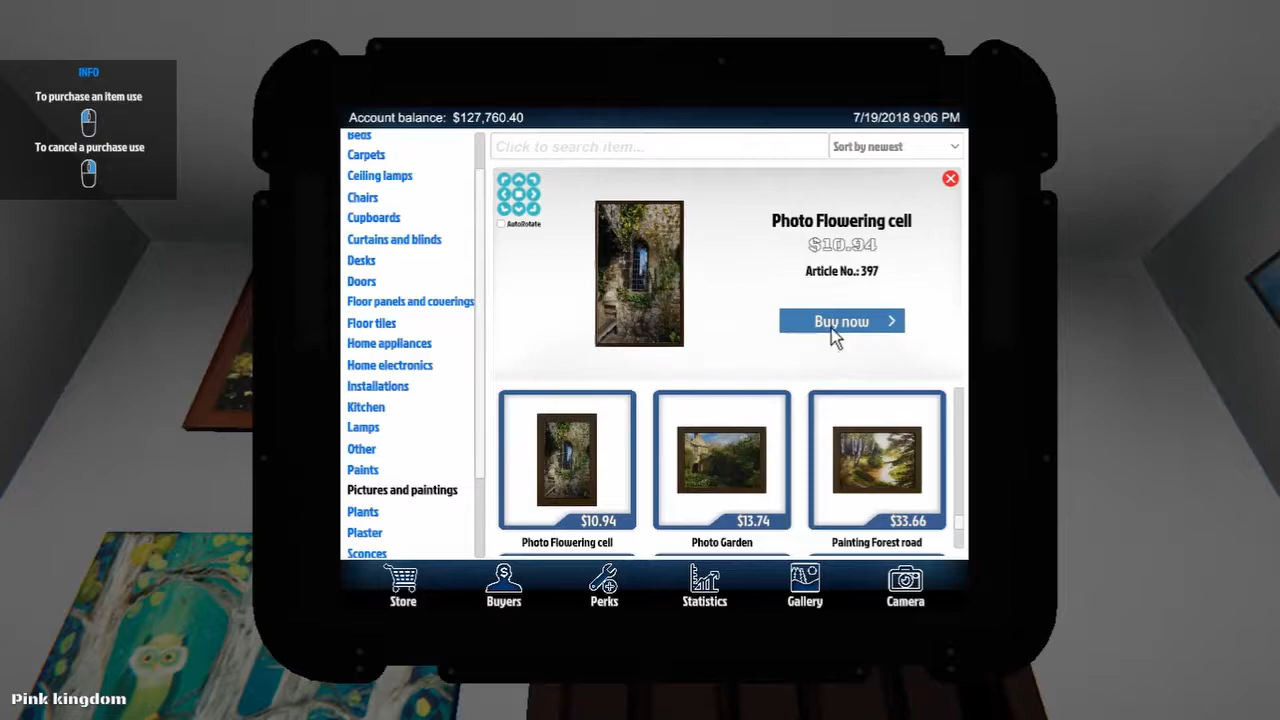 INFO
To purchase an item use
To cancel a purchase use
Account balance: $127,760.40
7/19/2018 9:06 PM
Beds
Carpets
Ceiling lamps
Chairs
Cupboards
Curtains and blinds
Desks
Doors
Floor panels and coverings
Floor tiles
Home appliances
Home electronics
Installations
Kitchen
Lamps
Other
Paints
Pictures and paintings
Plants
Plaster
Sconces
Click to search item...
Sort by newest
AutoRotate
Photo Flowering cell
$10.94
Article No.: 397
Buy now
$10.94
$13.74
$33.66
Photo Flowering cell
Photo Garden
Painting Forest road
Store
Buyers
Perks
Statistics
Gallery
Camera
Pink kingdom